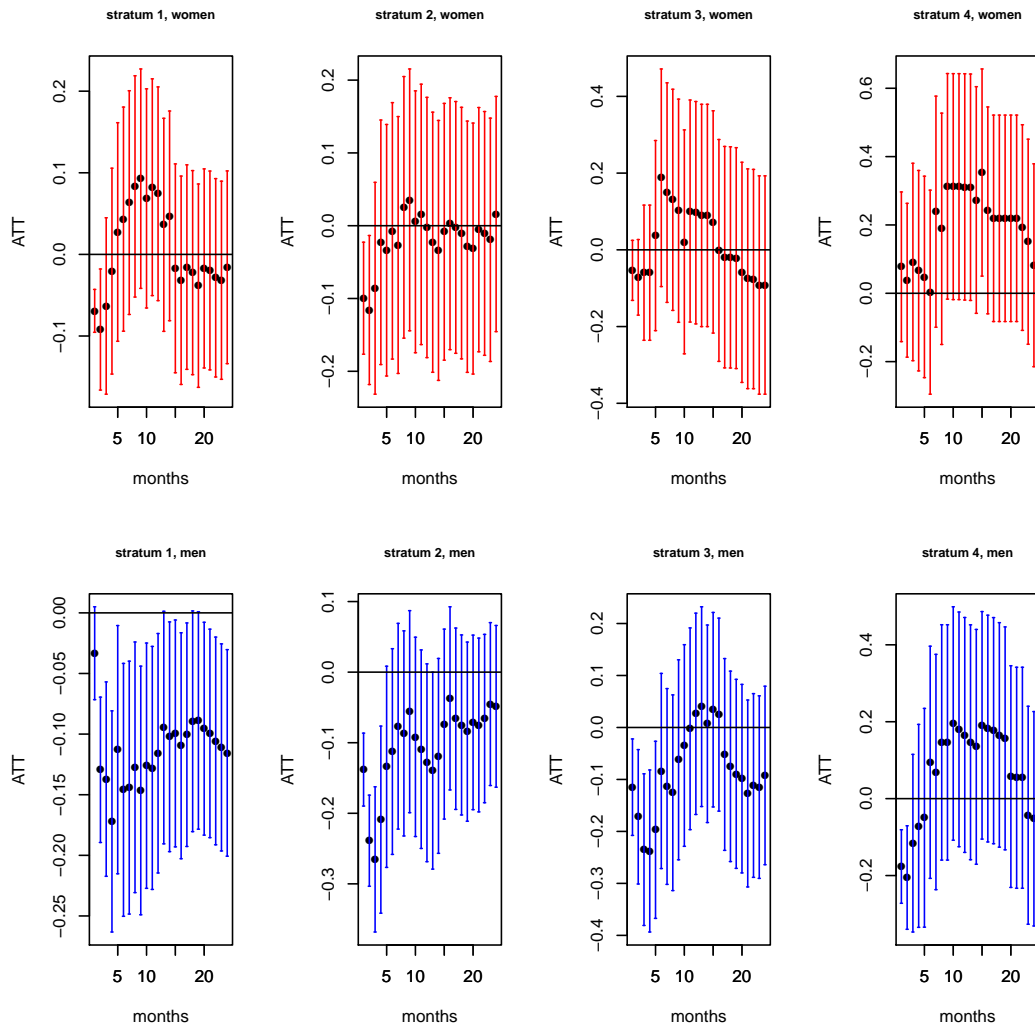 stratum 1, women
stratum 2, women
stratum 3, women
stratum 4, women
ATT
0.2
0.1
0.0
−0.1
5
10
20
months
ATT
0.2
0.1
0.0
−0.1
−0.2
5
10
20
months
ATT
0.4
0.2
0.0
−0.2
−0.4
5
10
20
months
ATT
0.6
0.4
0.2
0.0
−0.2
5
10
20
months
stratum 1, men
stratum 2, men
stratum 3, men
stratum 4, men
ATT
0.00
−0.05
−0.10
−0.15
−0.20
−0.25
5
10
20
months
ATT
0.1
0.0
−0.1
−0.2
−0.3
5
10
20
months
ATT
0.2
0.1
0.0
−0.1
−0.2
−0.3
−0.4
5
10
20
months
ATT
0.4
0.2
0.0
−0.2
5
10
20
months